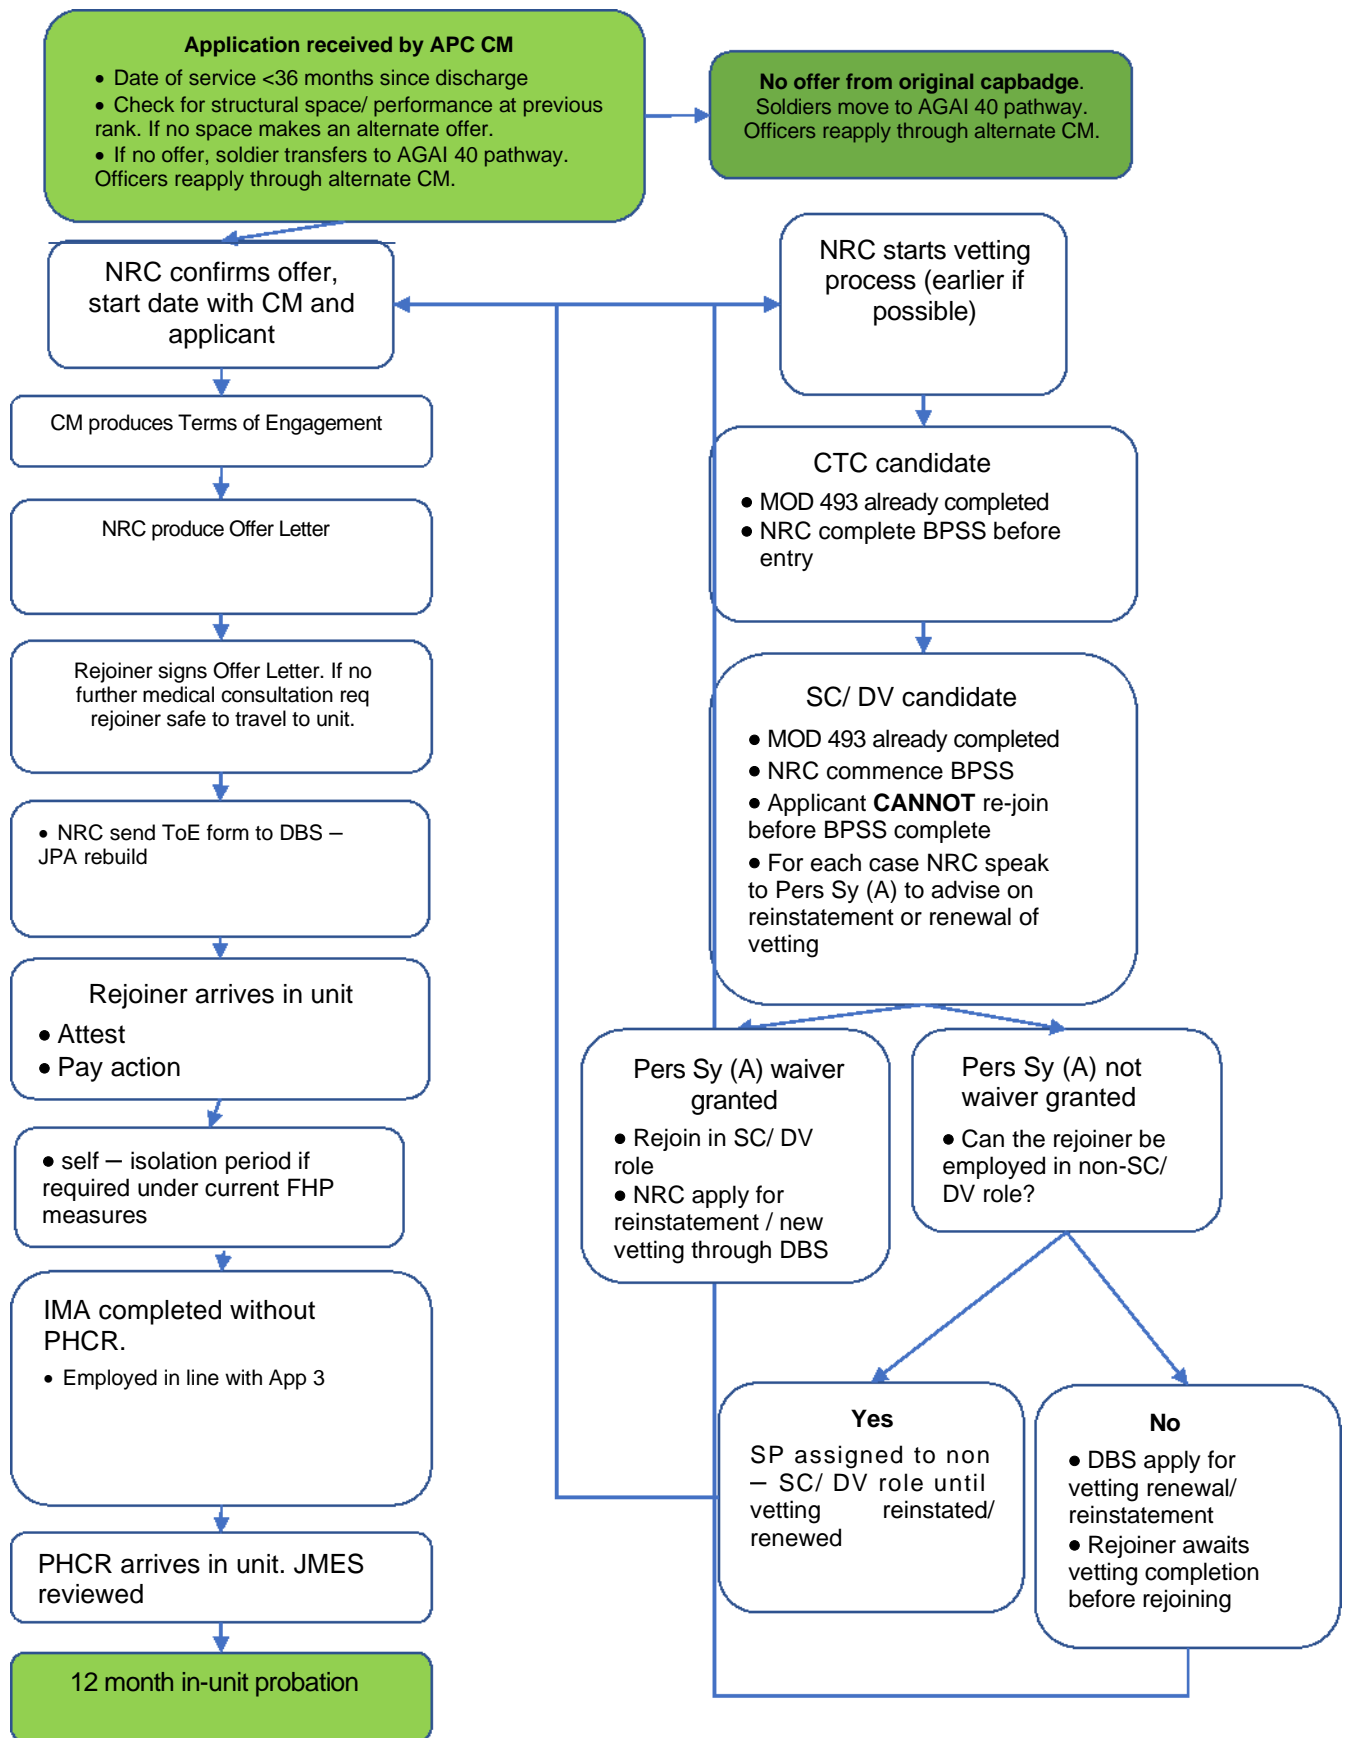 Application received by APC CM
• Date of service <36 months since discharge
• Check for structural space/ performance at previous
rank. If no space makes an alternate offer.
• If no offer, soldier transfers to AGAI 40 pathway.
Officers reapply through alternate CM.
No offer from original capbadge.
Soldiers move to AGAI 40 pathway.
Officers reapply through alternate CM.
NRC confirms offer,
start date with CM and
applicant
CM produces Terms of Engagement
NRC produce Offer Letter
Rejoiner signs Offer Letter. If no
further medical consultation req
rejoiner safe to travel to unit.
• NRC send ToE form to DBS –
JPA rebuild
Rejoiner arrives in unit
• Attest
• Pay action
• self – isolation period if
required under current FHP
measures
IMA completed without
PHCR.
• Employed in line with App 3
PHCR arrives in unit. JMES
reviewed
12 month in-unit probation
NRC starts vetting
process (earlier if
possible)
CTC candidate
• MOD 493 already completed
• NRC complete BPSS before
entry
SC/ DV candidate
• MOD 493 already completed
• NRC commence BPSS
• Applicant CANNOT re-join
before BPSS complete
• For each case NRC speak
to Pers Sy (A) to advise on
reinstatement or renewal of
vetting
Pers Sy (A) waiver
granted
• Rejoin in SC/ DV
role
• NRC apply for
reinstatement / new
vetting through DBS
Pers Sy (A) not
waiver granted
• Can the rejoiner be
employed in non-SC/
DV role?
Yes
SP assigned to non
– SC/ DV role until
vetting reinstated/
renewed
No
• DBS apply for
vetting renewal/
reinstatement
• Rejoiner awaits
vetting completion
before rejoining